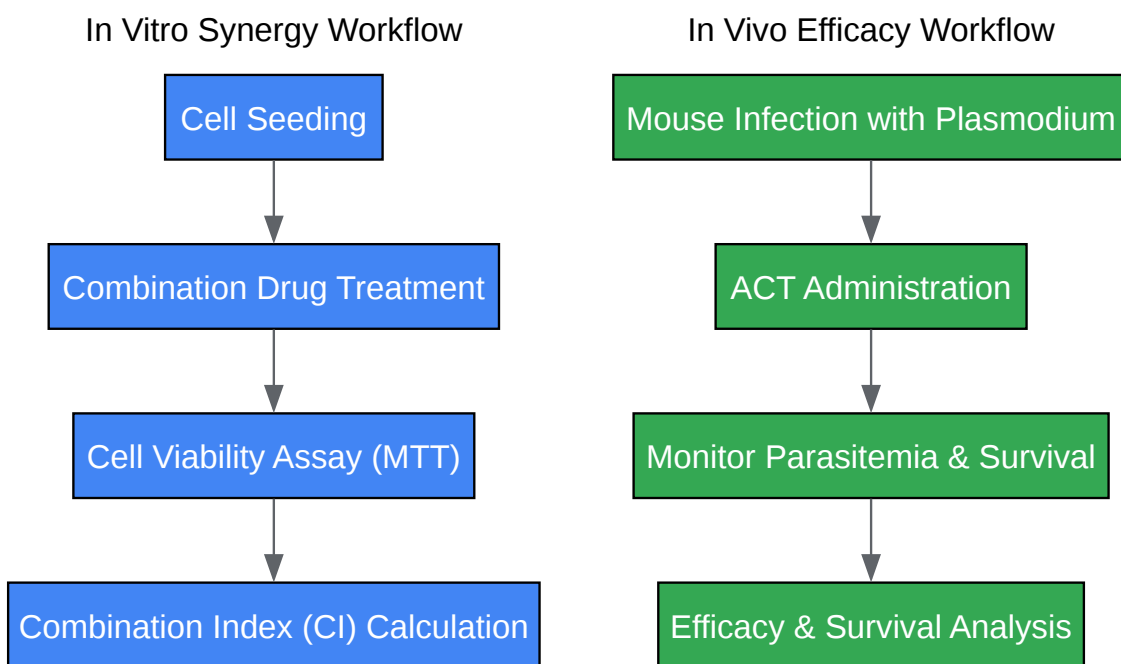 In Vitro Synergy Workflow
Cell Seeding
Combination Drug Treatment
Cell Viability Assay (MTT)
Combination Index (CI) Calculation
In Vivo Efficacy Workflow
Mouse Infection with Plasmodium
ACT Administration
Monitor Parasitemia & Survival
Efficacy & Survival Analysis